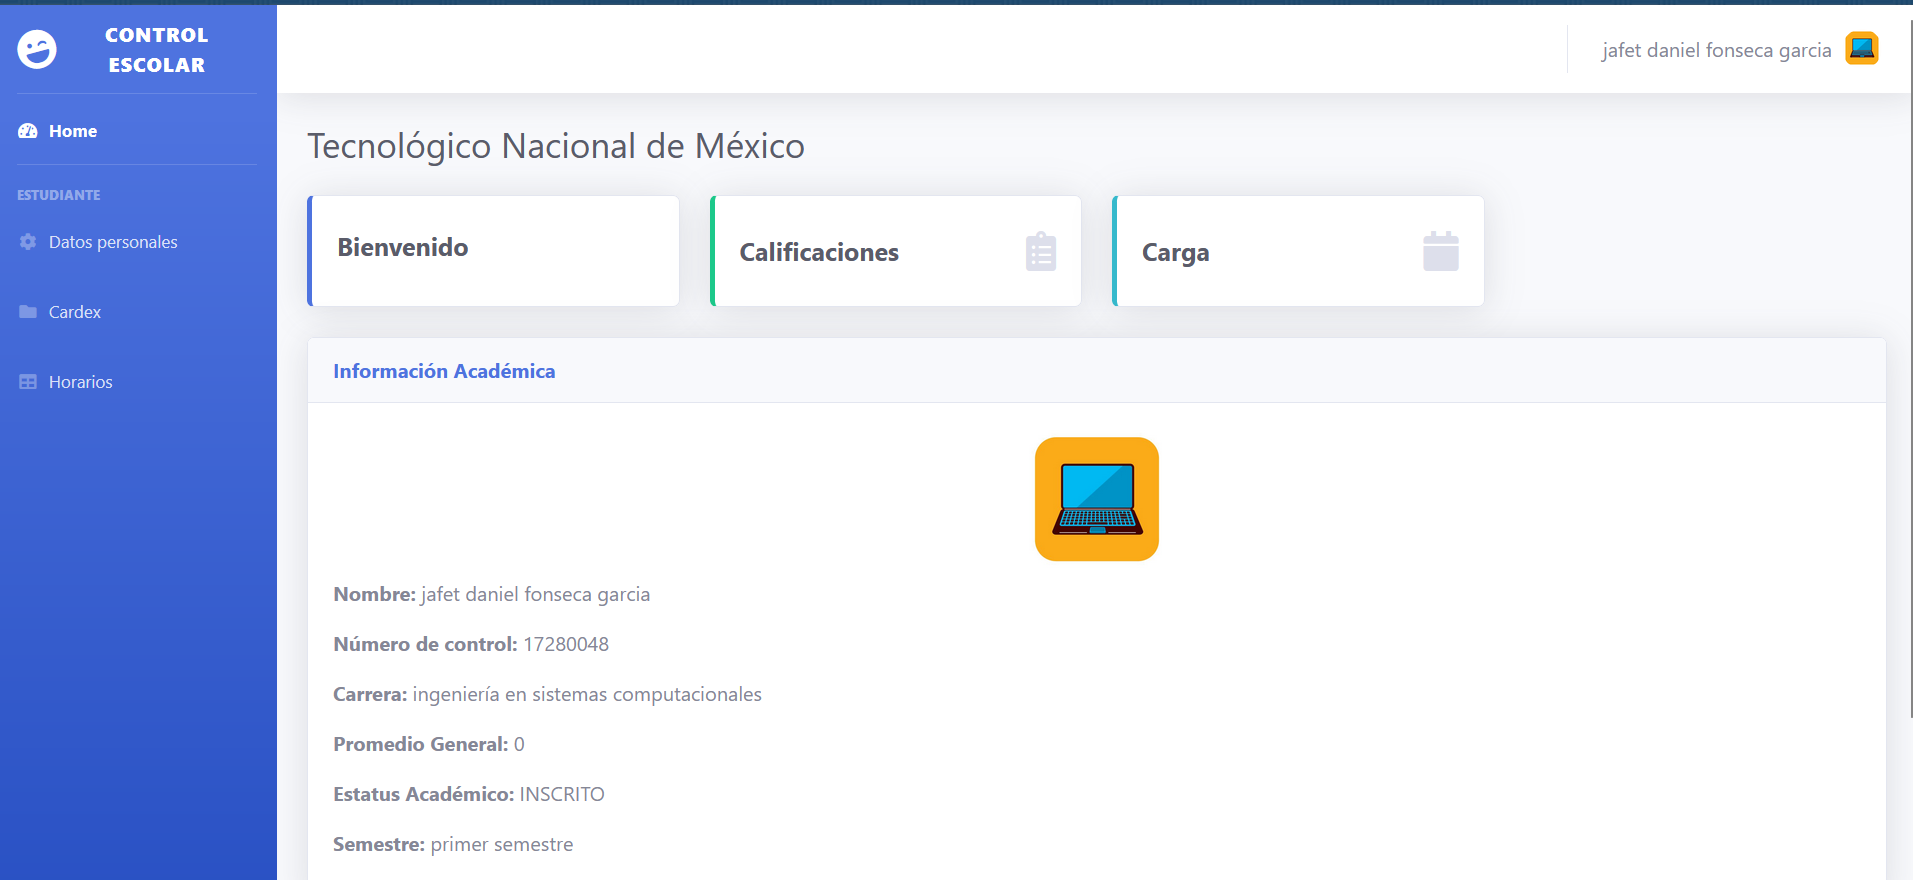 CONTROL
ESCOLAR
Home
ESTUDIANTE
Datos personales
Cardex
Horarios
jafet daniel fonseca garcia
Tecnológico Nacional de México
Bienvenido
Calificaciones
Carga
Información Académica
Nombre: jafet daniel fonseca garcia
Número de control: 17280048
Carrera: ingeniería en sistemas computacionales
Promedio General: 0
Estatus Académico: INSCRITO
Semestre: primer semestre